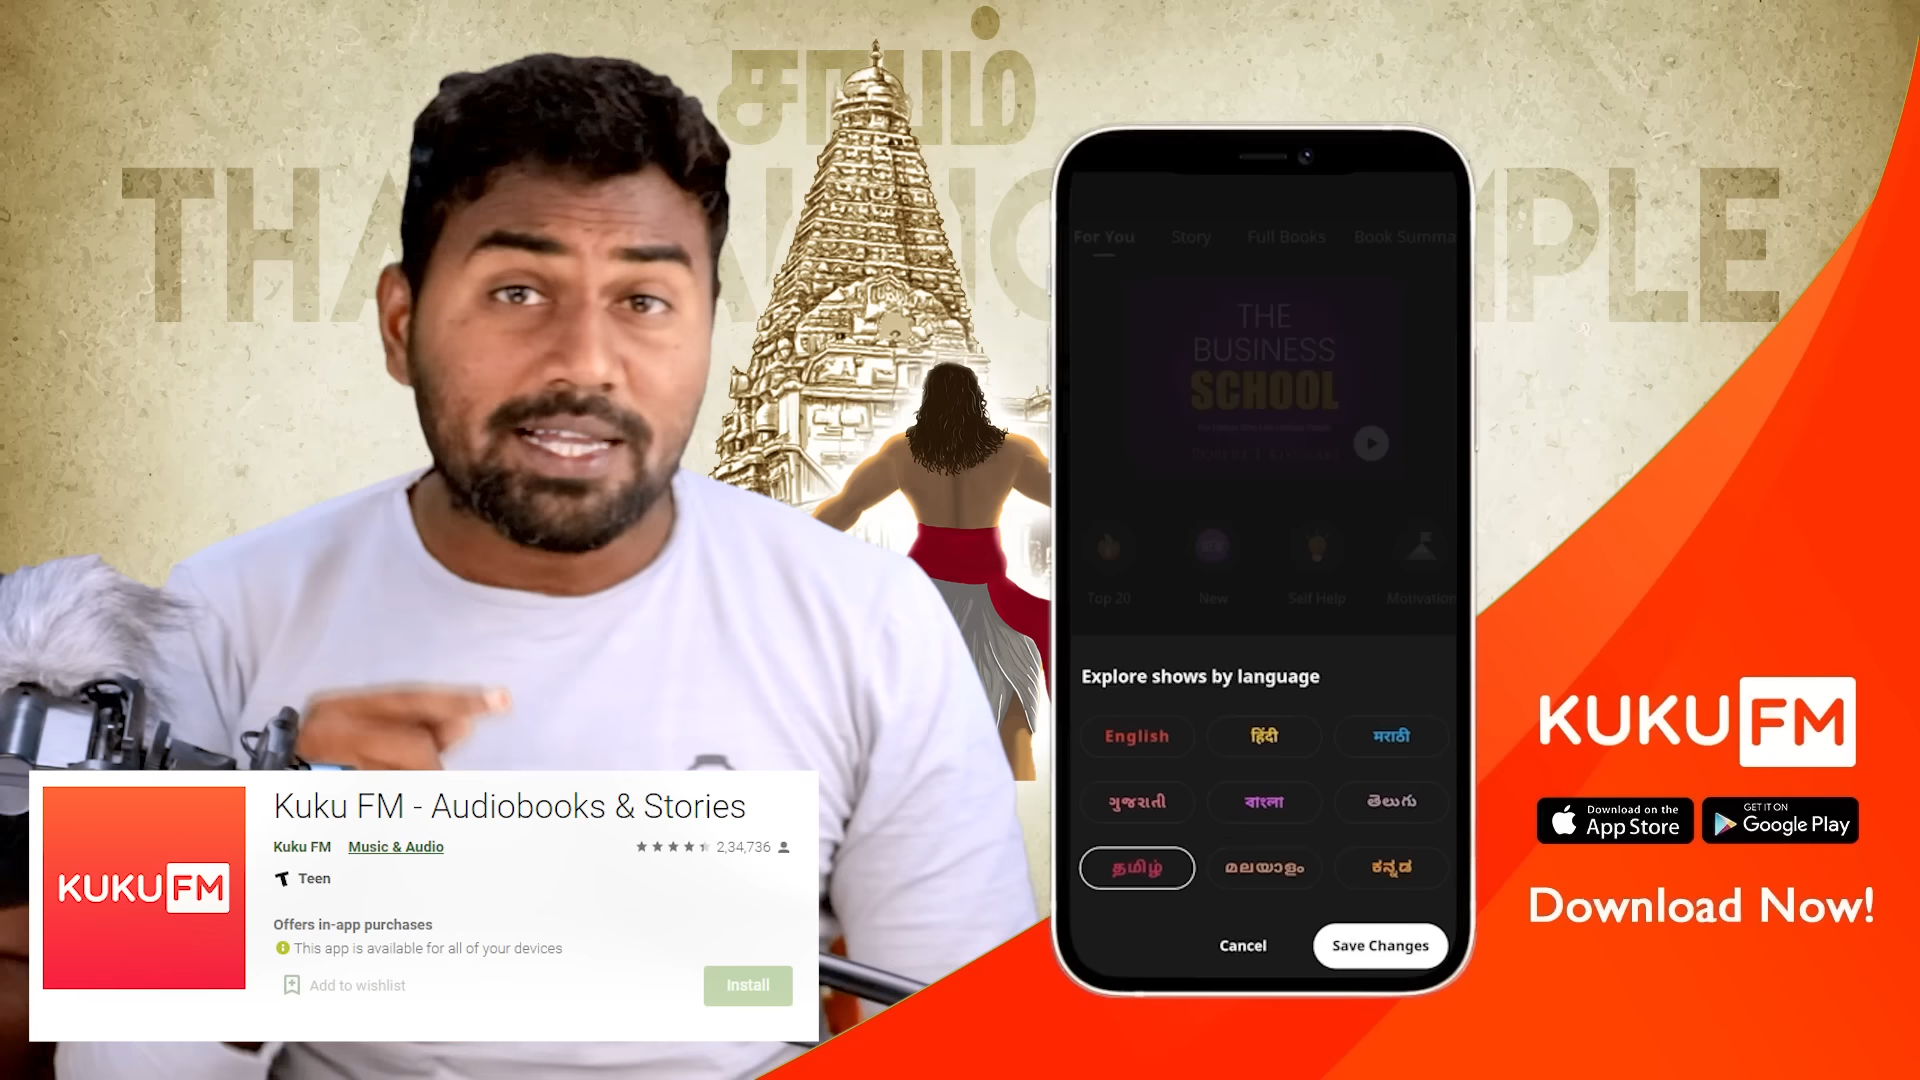 சாபம்
THA
MPLE
For You Story Full Books Book Summa
THE
BUSINESS
SCHOOL
Top 20 New Self Help Motivation
Explore shows by language
English हिंदी मराठी
ગુજરાતી বাংলা తెలుగు
தமிழ் മലയാളം ಕನ್ನಡ
Cancel Save Changes
KUKU FM
Download on the
App Store
GET IT ON
Google Play
Download Now!
KUKU FM
Kuku FM - Audiobooks & Stories
Kuku FM Music & Audio 2,34,736
T Teen
Offers in-app purchases
This app is available for all of your devices
Add to wishlist
Install